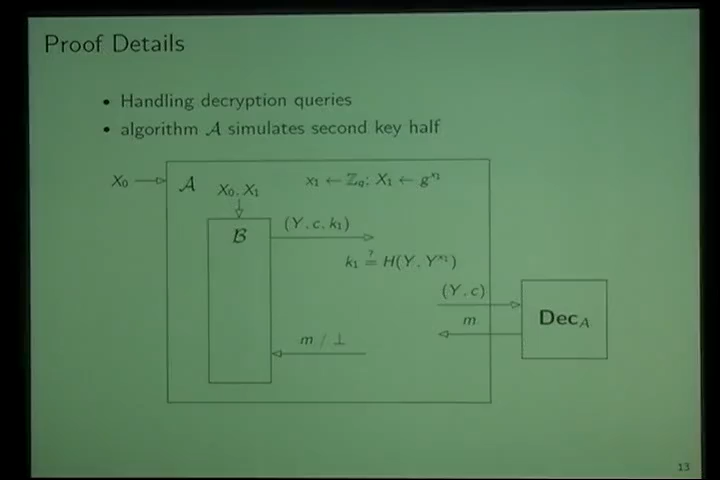 Proof Details
• Handling decryption queries
• algorithm 𝒜 simulates second key half
X₀
𝒜
X₀, X₁
x₁ ← ℤ_q; X₁ ← g^{x₁}
ℬ
(Y, c, k₁)
k₁ ≟ H(Y, Y^{x₁})
(Y, c)
m
Dec_A
m / ⊥
13